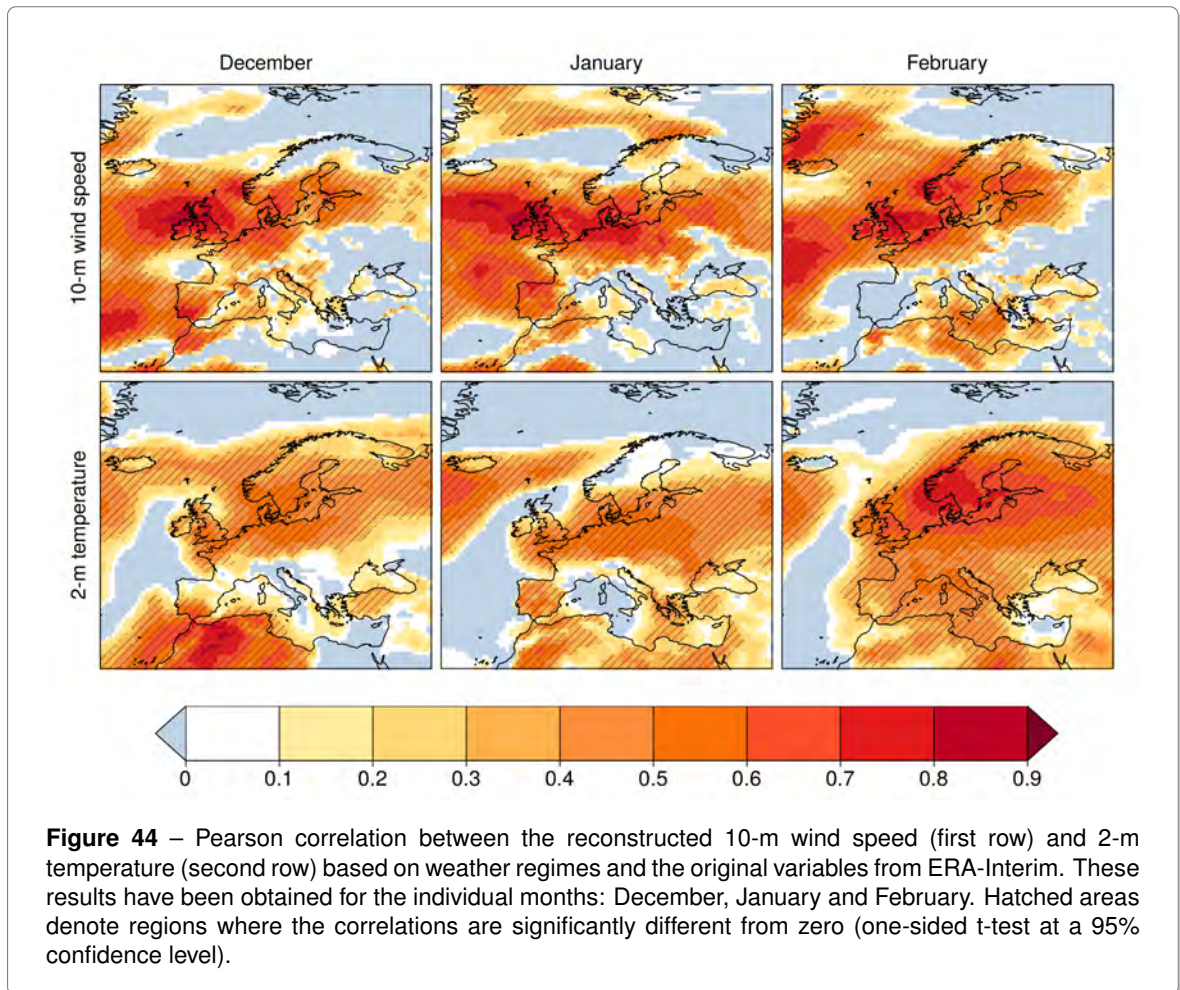 December January February
10-m wind speed
2-m temperature
0 0.1 0.2 0.3 0.4 0.5 0.6 0.7 0.8 0.9
Figure 44 – Pearson correlation between the reconstructed 10-m wind speed (first row) and 2-m
temperature (second row) based on weather regimes and the original variables from ERA-Interim. These
results have been obtained for the individual months: December, January and February. Hatched areas
denote regions where the correlations are significantly different from zero (one-sided t-test at a 95%
confidence level).